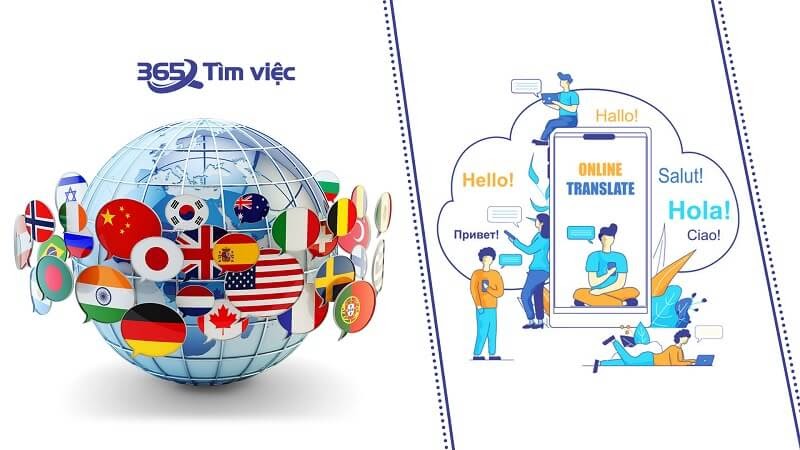 365 Tìm việc
Hallo!
ONLINE
TRANSLATE
Hello!
Salut!
Hola!
Привет!
Ciao!